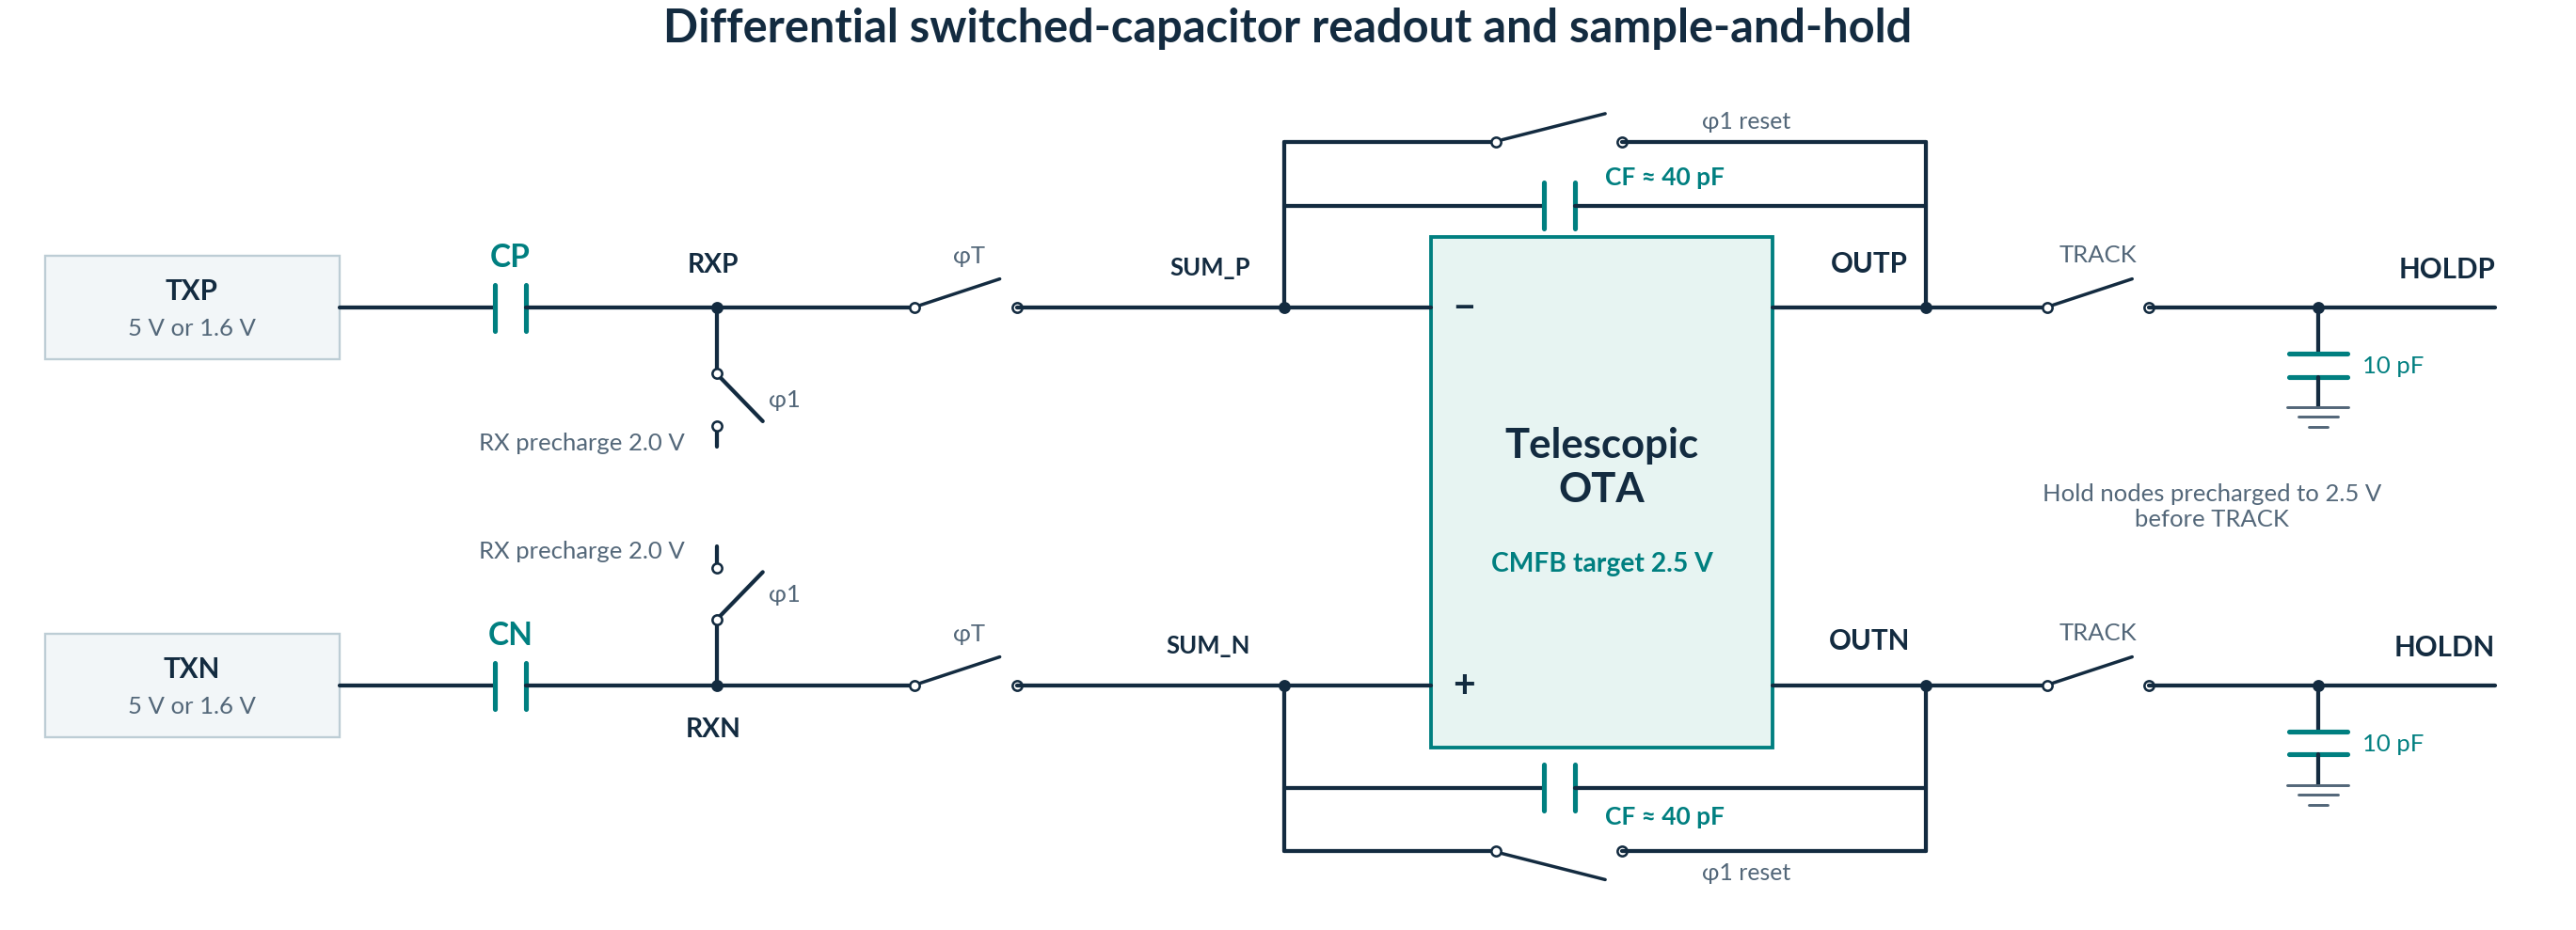 Differential switched-capacitor readout and sample-and-hold
φ1 reset
CF ≈ 40 pF
TXP
5 V or 1.6 V
CP
RXP
φT
SUM_P
−
OUTP
TRACK
HOLDP
10 pF
φ1
RX precharge 2.0 V
Telescopic
OTA
CMFB target 2.5 V
Hold nodes precharged to 2.5 V
before TRACK
RX precharge 2.0 V
φ1
TXN
5 V or 1.6 V
CN
RXN
φT
SUM_N
+
OUTN
TRACK
HOLDN
10 pF
CF ≈ 40 pF
φ1 reset